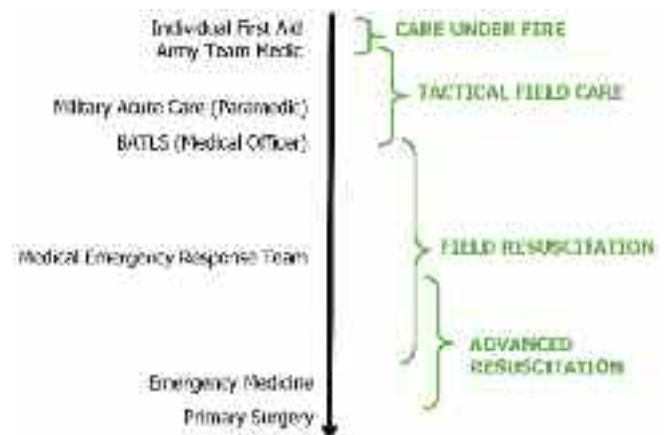 Individual First Aid
Army Team Medic
CARE UNDER FIRE
TACTICAL FIELD CARE
Military Acute Care (Paramedic)
BATLS (Medical Officer)
FIELD RESUSCITATION
Medical Emergency Response Team
ADVANCED
RESUSCITATION
Emergency Medicine
Primary Surgery